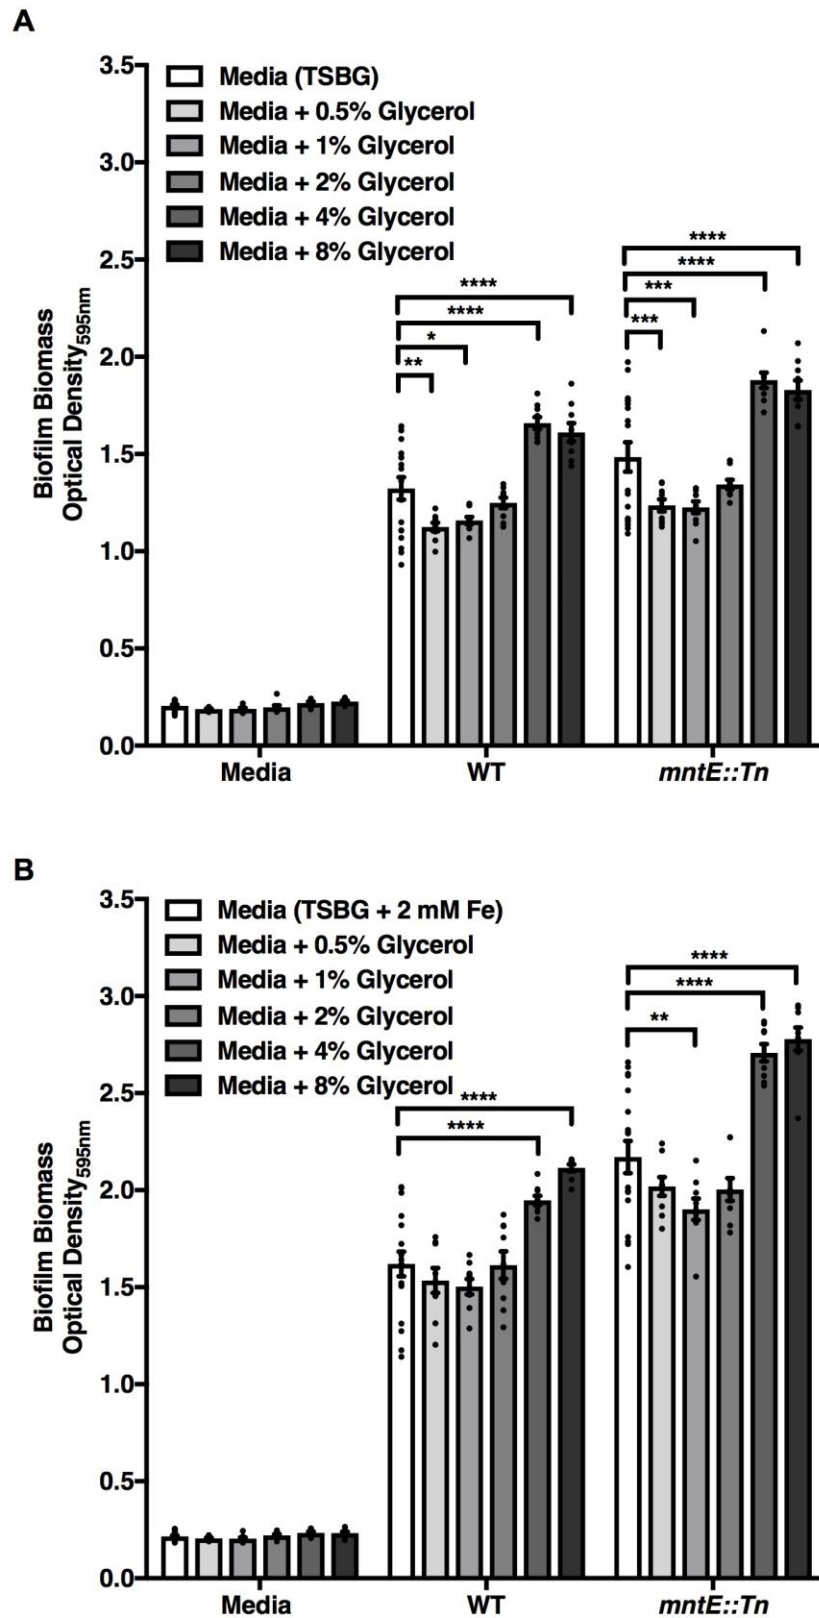 A
3.5
3.0
2.5
2.0
1.5
1.0
0.5
0.0
Biofilm Biomass
Optical Density595nm
Media (TSBG)
Media + 0.5% Glycerol
Media + 1% Glycerol
Media + 2% Glycerol
Media + 4% Glycerol
Media + 8% Glycerol
****
****
*
**
****
****
***
***
Media WT mntE::Tn
B
3.5
3.0
2.5
2.0
1.5
1.0
0.5
0.0
Biofilm Biomass
Optical Density595nm
Media (TSBG + 2 mM Fe)
Media + 0.5% Glycerol
Media + 1% Glycerol
Media + 2% Glycerol
Media + 4% Glycerol
Media + 8% Glycerol
****
****
****
****
**
Media WT mntE::Tn